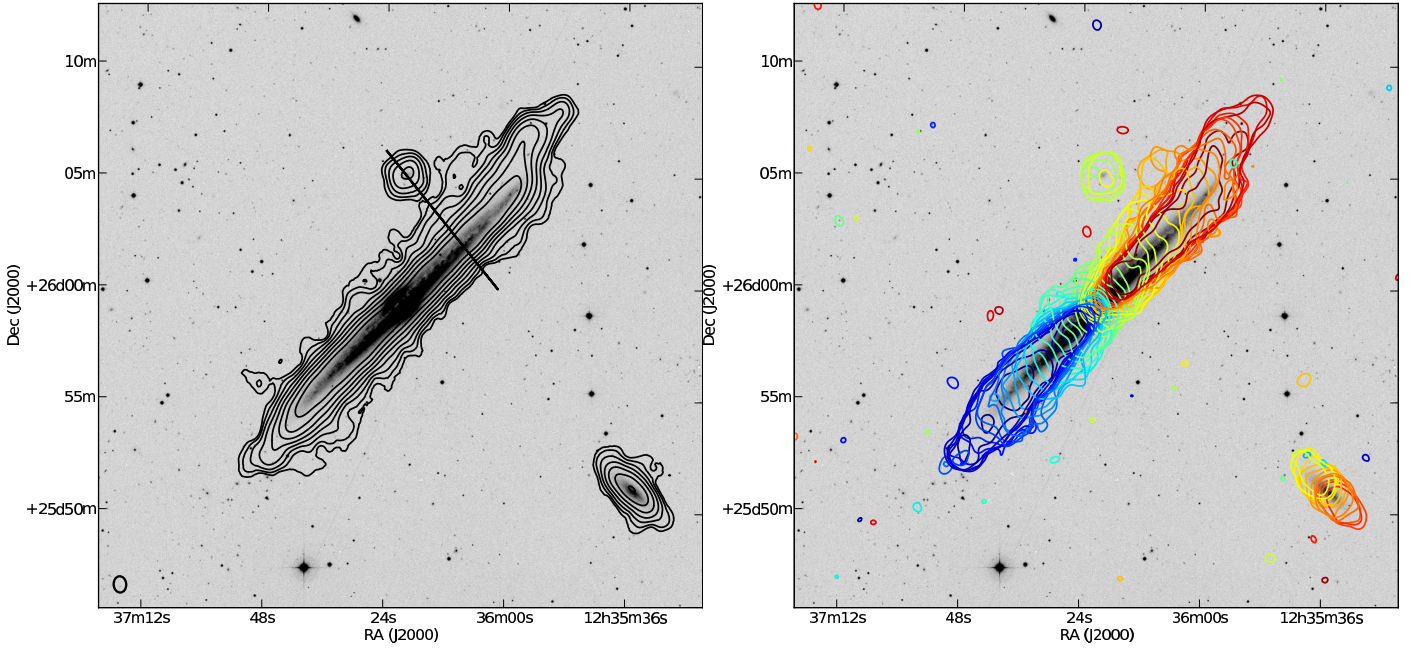 10m
05m
+26d00m
55m
+25d50m
Dec (J2000)
37m12s
48s
24s
36m00s
12h35m36s
RA (J2000)
10m
05m
+26d00m
55m
+25d50m
Dec (J2000)
37m12s
48s
24s
36m00s
12h35m36s
RA (J2000)